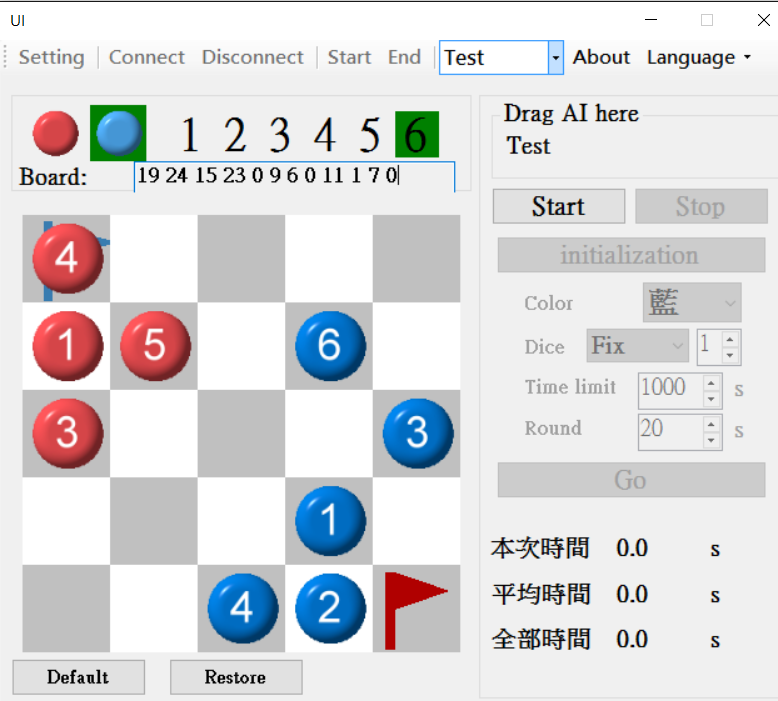 UI
Setting Connect Disconnect Start End Test About Language
1 2 3 4 5 6
Board: 19 24 15 23 0 9 6 0 11 1 7 0
4
1 5 6
3 3
1
4 2
Default Restore
Drag AI here
Test
Start Stop
initialization
Color 藍
Dice Fix 1
Time limit 1000 s
Round 20 s
Go
本次時間 0.0 s
平均時間 0.0 s
全部時間 0.0 s